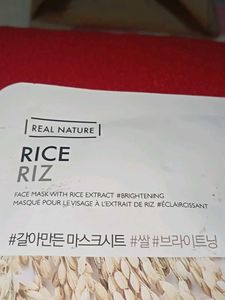 REAL NATURE
RICE
RIZ
FACE MASK WITH RICE EXTRACT #BRIGHTENING
MASQUE POUR LE VISAGE À L'EXTRAIT DE RIZ #ÉCLAIRCISSANT
#갈아만든 마스크시트 #쌀 #브라이트닝